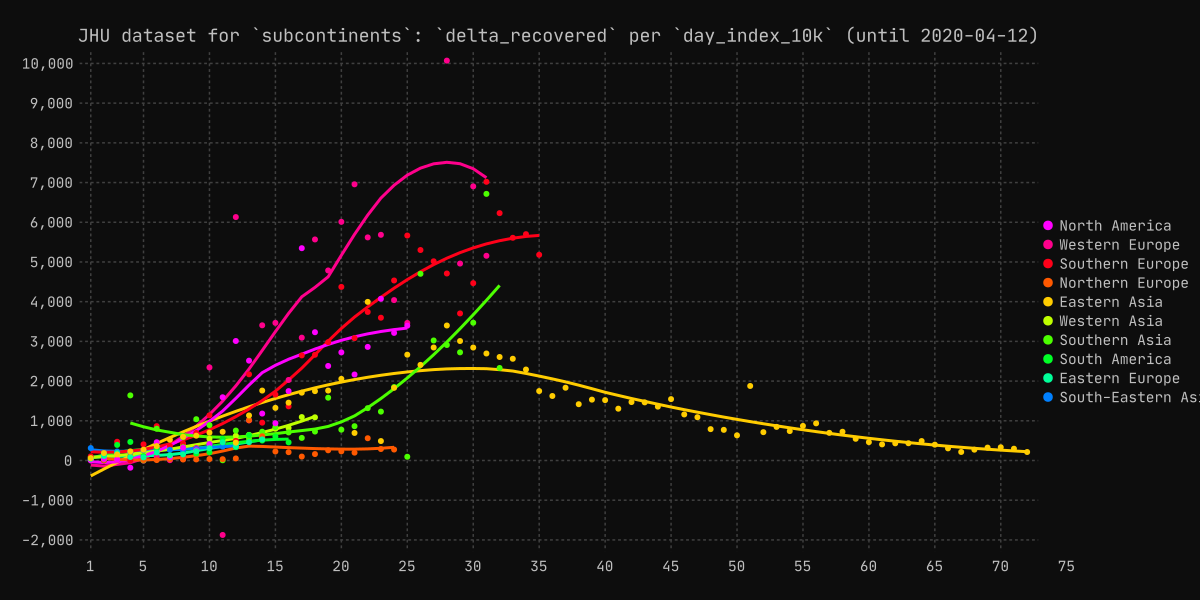 JHU dataset for `subcontinents`: `delta_recovered` per `day_index_10k` (until 2020-04-12)
10,000
9,000
8,000
7,000
6,000
5,000
4,000
3,000
2,000
1,000
0
-1,000
-2,000
1 5 10 15 20 25 30 35 40 45 50 55 60 65 70 75
North America
Western Europe
Southern Europe
Northern Europe
Eastern Asia
Western Asia
Southern Asia
South America
Eastern Europe
South-Eastern Asi